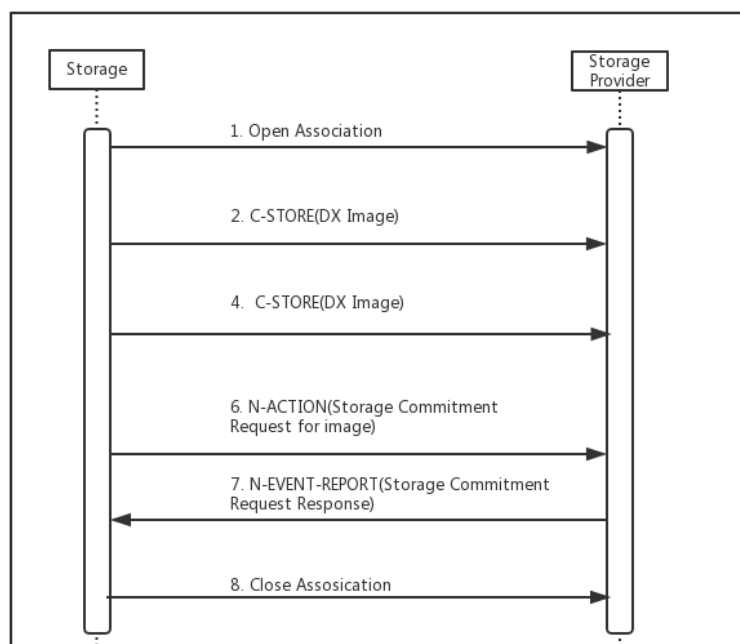 Storage
Storage
Provider
1. Open Association
2. C-STORE(DX Image)
4. C-STORE(DX Image)
6. N-ACTION(Storage Commitment
Request for image)
7. N-EVENT-REPORT(Storage Commitment
Request Response)
8. Close Assosication